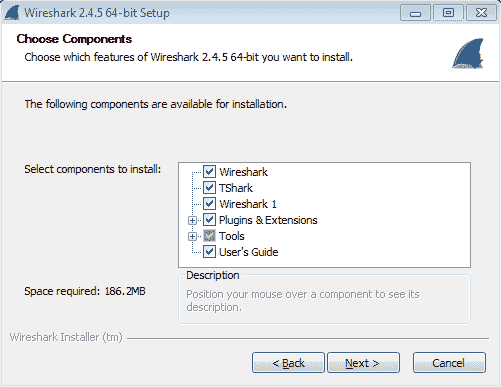 Wireshark 2.4.5 64-bit Setup
Choose Components
Choose which features of Wireshark 2.4.5 64-bit you want to install.
The following components are available for installation.
Select components to install:
Wireshark
TShark
Wireshark 1
Plugins & Extensions
Tools
User's Guide
Space required: 186.2MB
Description
Position your mouse over a component to see its
description.
Wireshark Installer (tm)
< Back
Next >
Cancel